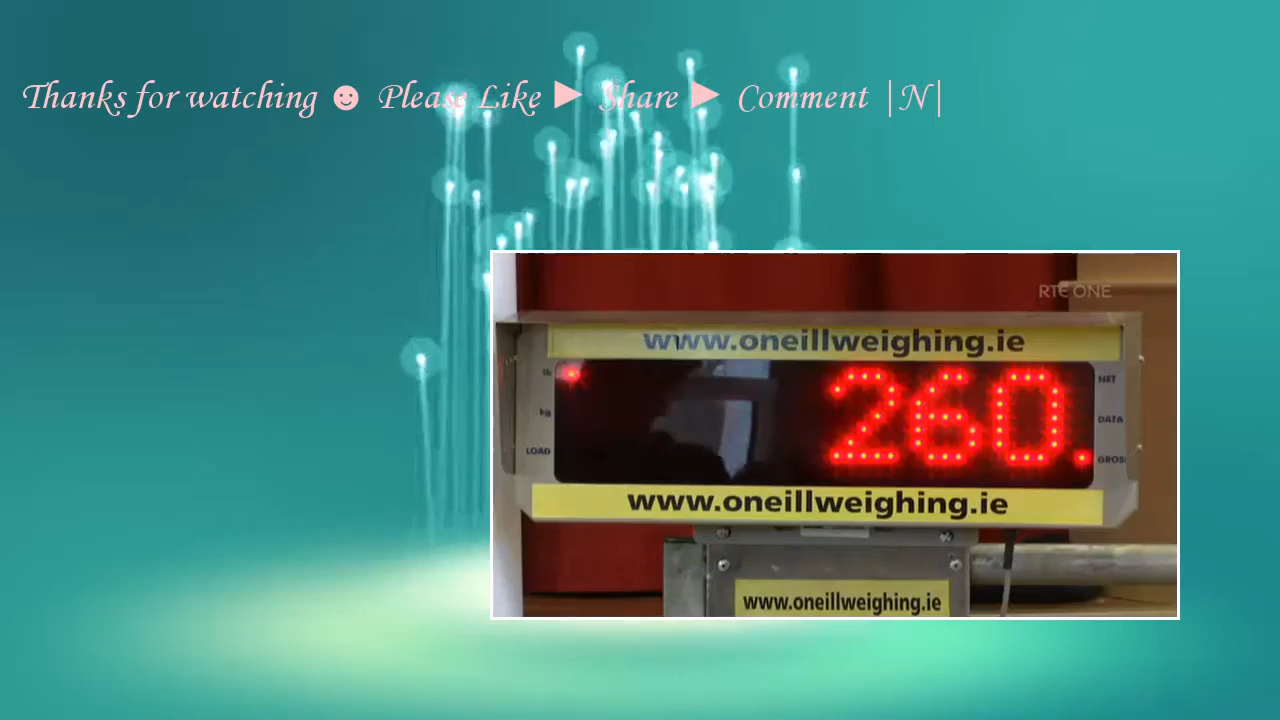 Thanks for watching ☻ Please Like ► Share ► Comment |N|
RTÉ ONE
www.oneillweighing.ie
lb
kg
LOAD
260.
NET
DATA
GROSS
www.oneillweighing.ie
www.oneillweighing.ie